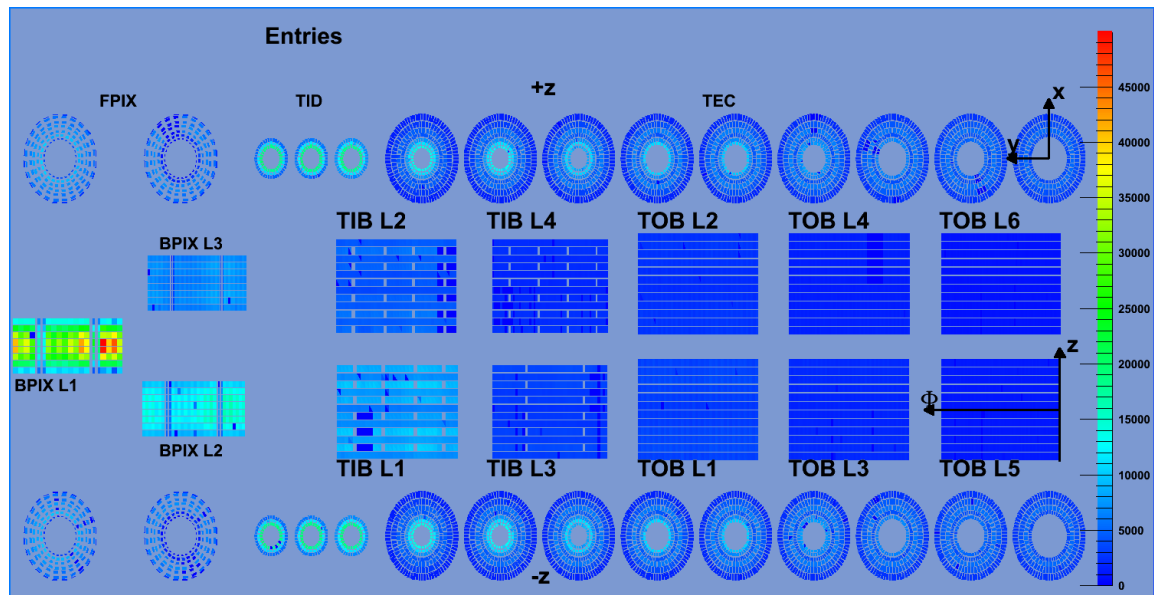 Entries
+z
FPIX
TID
TEC
x
y
TIB L2
TIB L4
TOB L2
TOB L4
TOB L6
BPIX L3
BPIX L1
BPIX L2
z
Φ
TIB L1
TIB L3
TOB L1
TOB L3
TOB L5
-z
45000
40000
35000
30000
25000
20000
15000
10000
5000
0